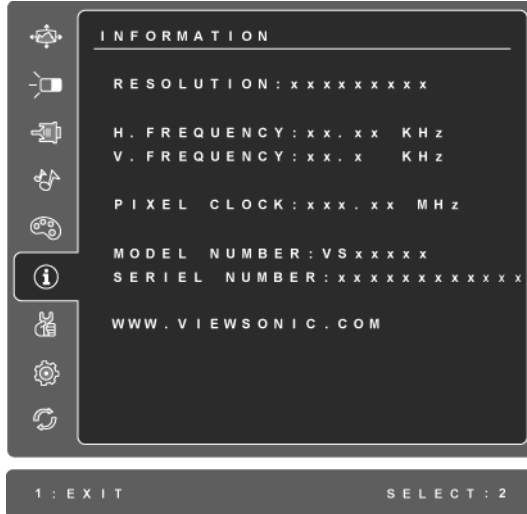 INFORMATION
RESOLUTION:xxxxxxxxx
H. FREQUENCY:xx.xx KHz
V. FREQUENCY:xx.x KHz
PIXEL CLOCK:xxx.xx MHz
MODEL NUMBER:VSxxxxx
SERIEL NUMBER:xxxxxxxxxxxx
WWW.VIEWSONIC.COM
1:EXIT SELECT:2